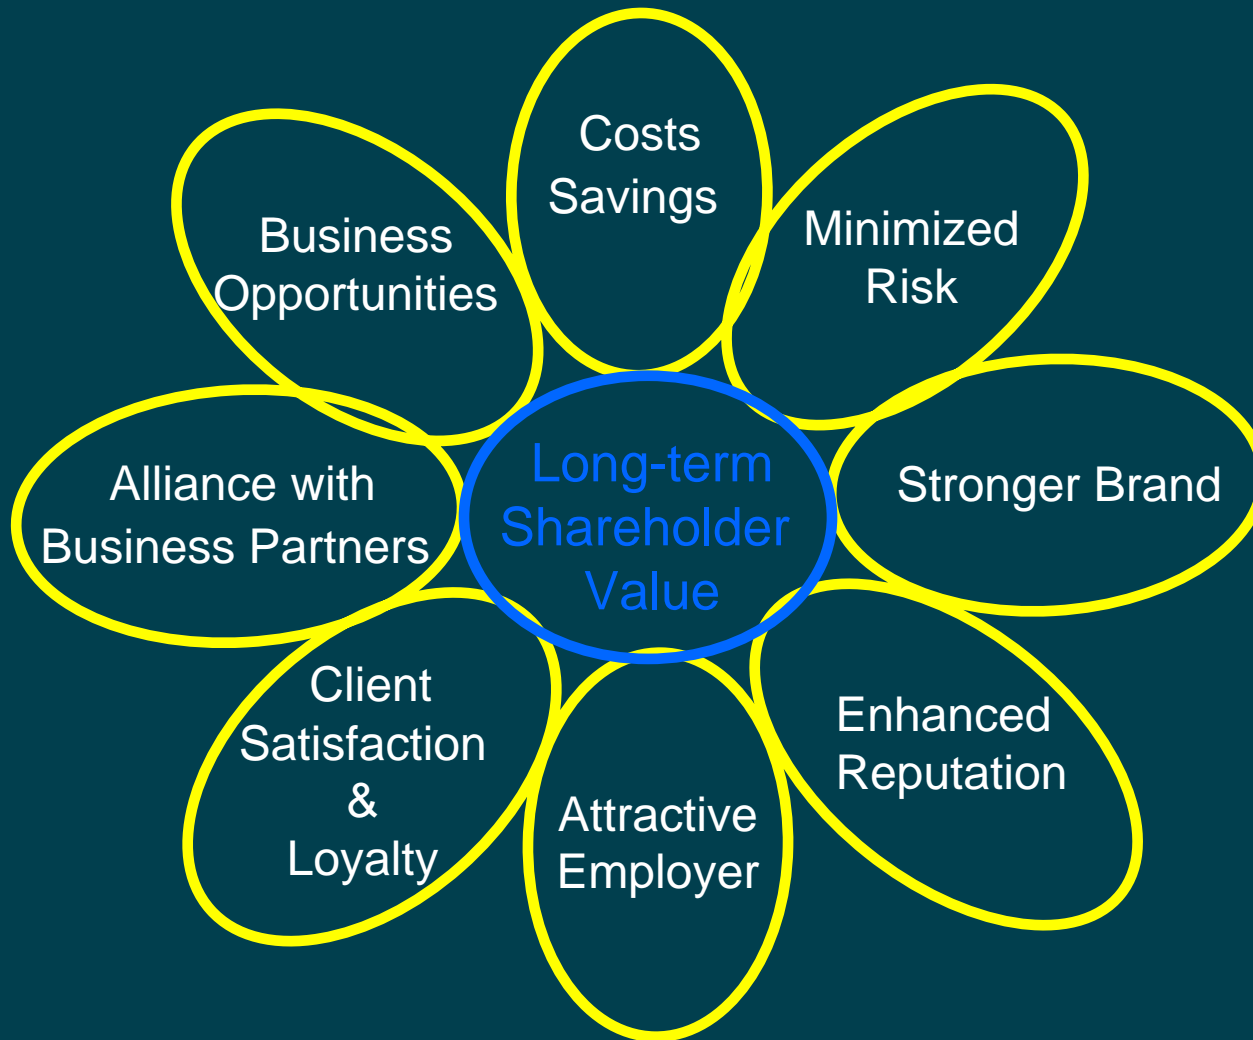 Costs
Savings
Minimized
Risk
Business
Opportunities
Long-term
Shareholder
Value
Stronger Brand
Alliance with
Business Partners
Client
Satisfaction
&
Loyalty
Enhanced
Reputation
Attractive
Employer